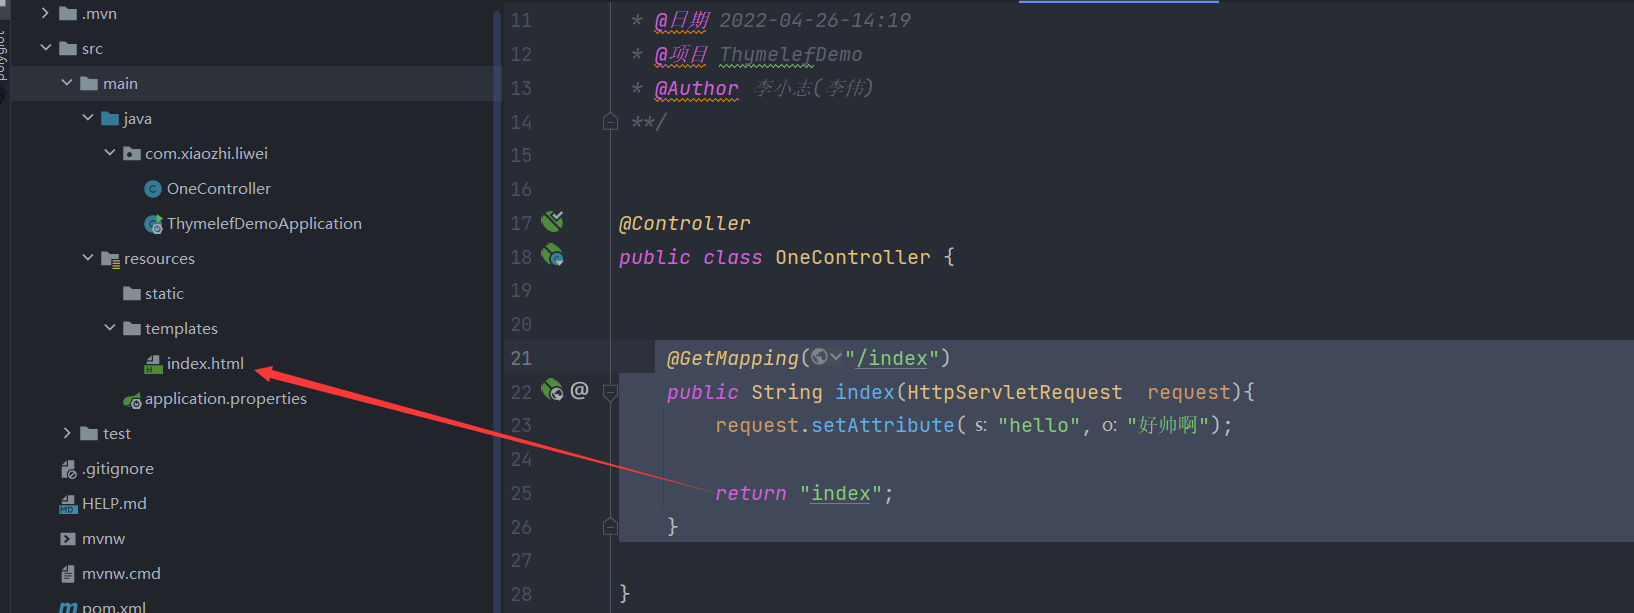 polyglot
.mvn
src
main
java
com.xiaozhi.liwei
OneController
ThymelefDemoApplication
resources
static
templates
index.html
application.properties
test
.gitignore
HELP.md
mvnw
mvnw.cmd
pom.xml
11 * @日期 2022-04-26-14:19
12 * @项目 ThymelefDemo
13 * @Author 李小志(李伟)
14 **/
15
16
17 @Controller
18 public class OneController {
19
20
21 @GetMapping("/index")
22 @ public String index(HttpServletRequest request){
23 request.setAttribute( s: "hello", o: "好帅啊");
24
25 return "index";
26 }
27
28 }